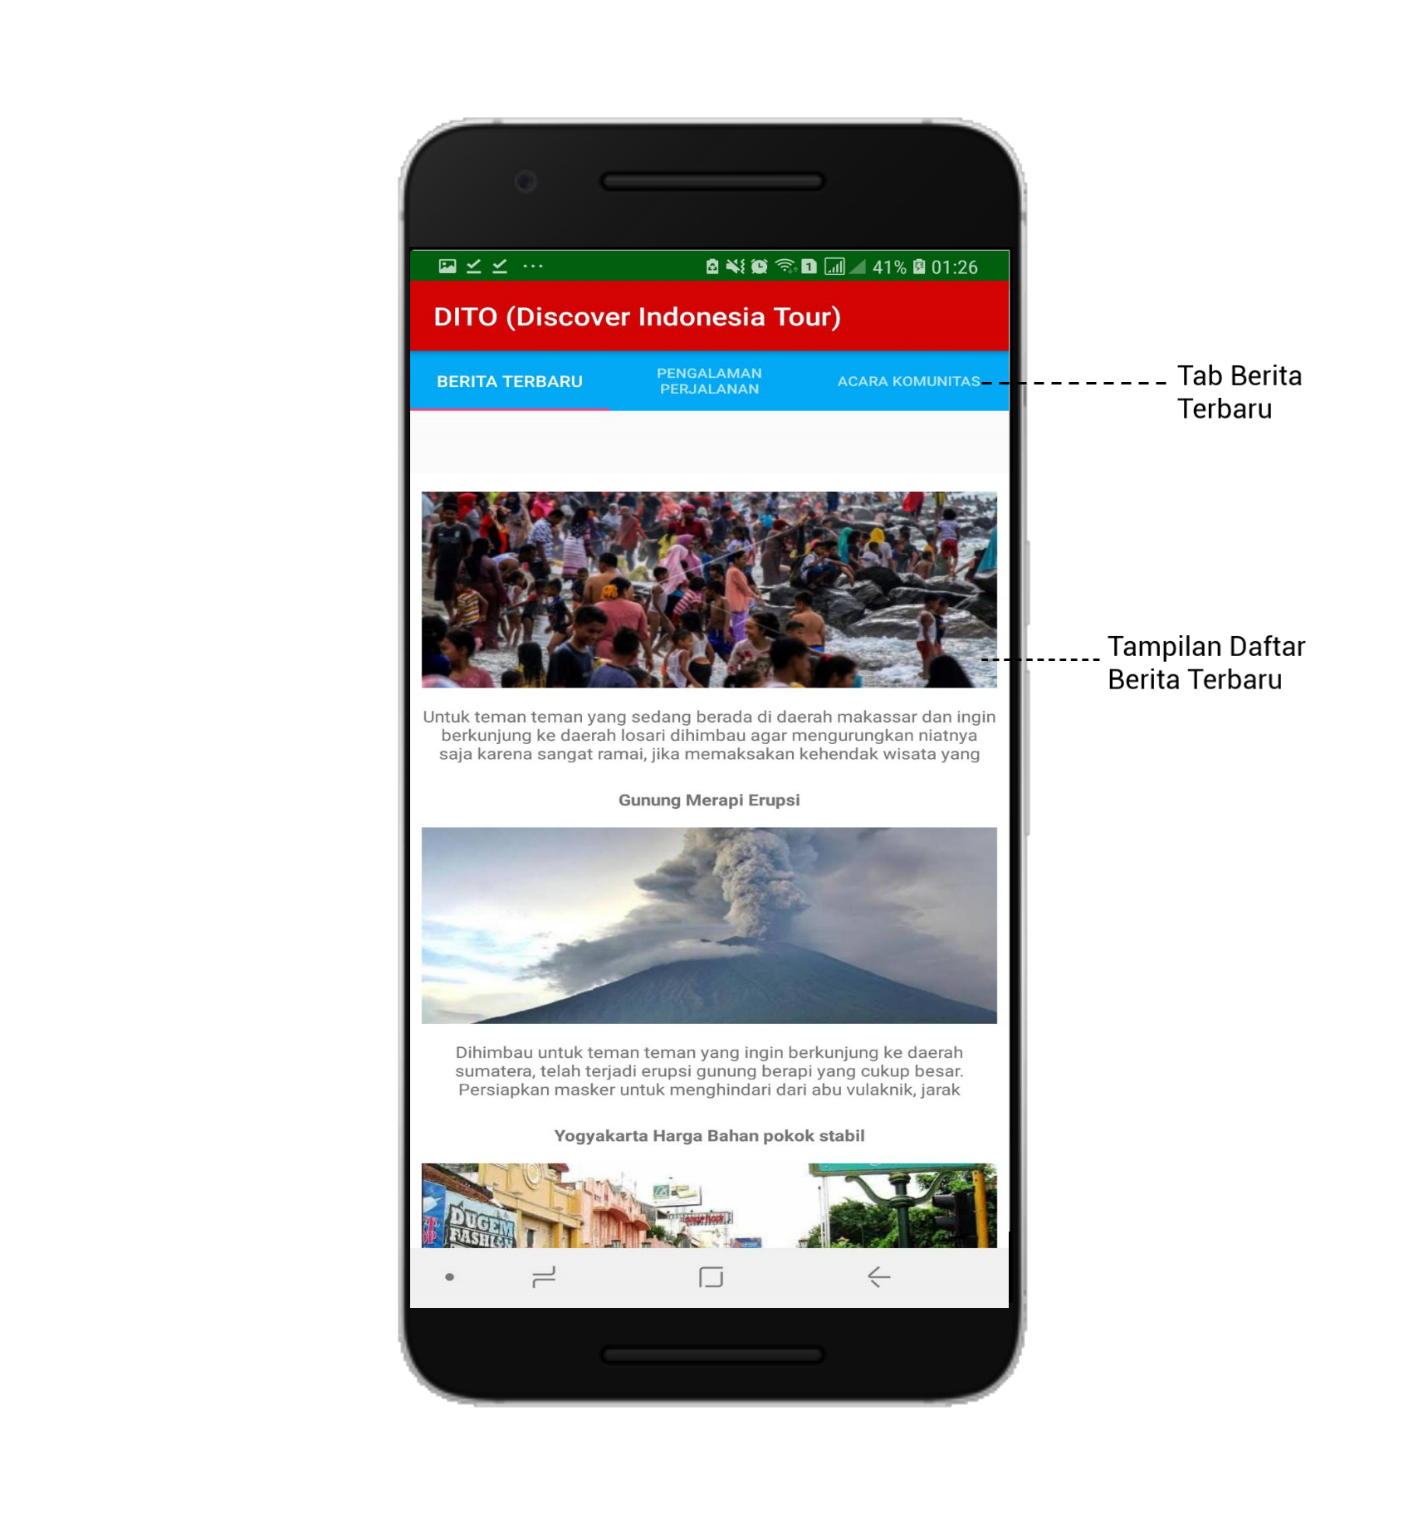 41% 01:26
DITO (Discover Indonesia Tour)
BERITA TERBARU
PENGALAMAN
PERJALANAN
ACARA KOMUNITAS
Tab Berita
Terbaru
Tampilan Daftar
Berita Terbaru
Untuk teman teman yang sedang berada di daerah makassar dan ingin
berkunjung ke daerah losari dihimbau agar mengurungkan niatnya
saja karena sangat ramai, jika memaksakan kehendak wisata yang
Gunung Merapi Erupsi
Dihimbau untuk teman teman yang ingin berkunjung ke daerah
sumatera, telah terjadi erupsi gunung berapi yang cukup besar.
Persiapkan masker untuk menghindari dari abu vulaknik, jarak
Yogyakarta Harga Bahan pokok stabil
DUGEM
FASHION